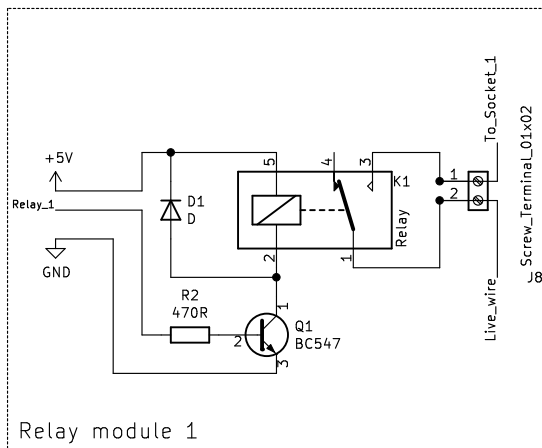 To_Socket_1
Screw_Terminal_01x02
+5V
5
4
3
K1
1
2
Relay_1
D1
D
Relay
GND
2
1
J8
Live_wire
R2
470R
1
Q1
BC547
2
3
Relay module 1